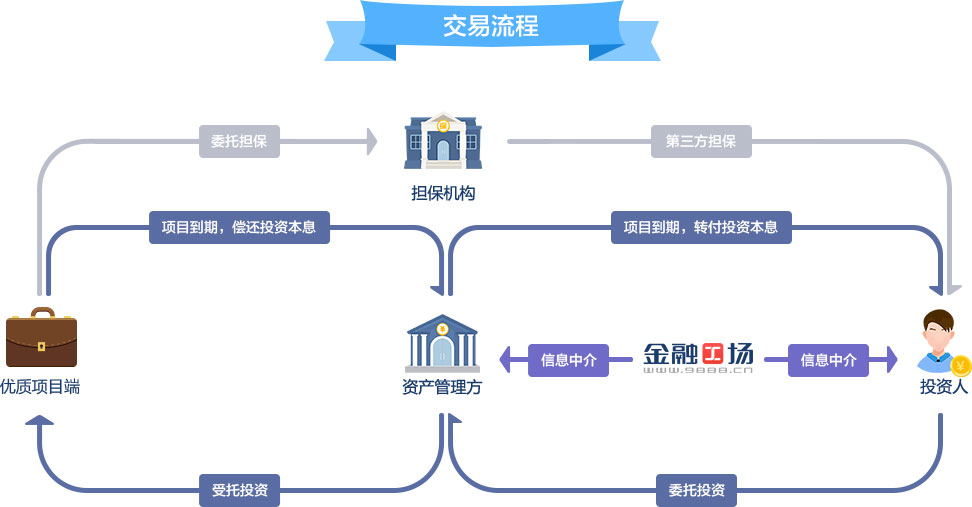 交易流程
委托担保
保
第三方担保
担保机构
项目到期，偿还投资本息
项目到期，转付投资本息
¥
信息中介
金融工场
www.9888.cn
信息中介
¥
优质项目端
资产管理方
投资人
受托投资
委托投资